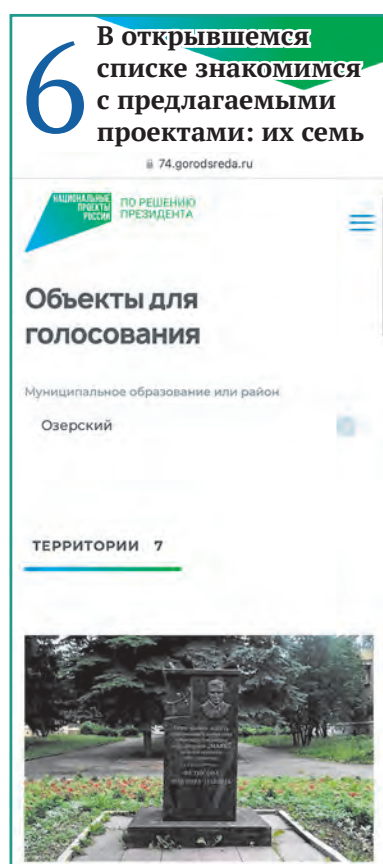 6
В открывшемся
списке знакомимся
с предлагаемыми
проектами: их семь
74.gorodsreda.ru
НАЦИОНАЛЬНЫЕ
ПРОЕКТЫ
РОССИИ
ПО РЕШЕНИЮ
ПРЕЗИДЕНТА
Объекты для
голосования
Муниципальное образование или район
Озерский
ТЕРРИТОРИИ 7